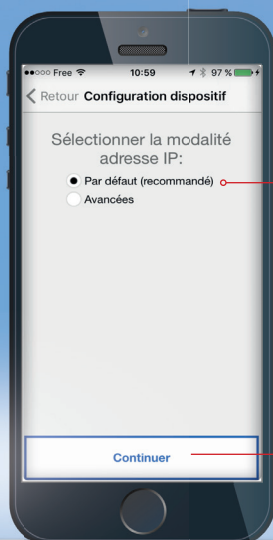 Free 10:59 97 %
Retour Configuration dispositif
Sélectionner la modalité
adresse IP:
Par défaut (recommandé)
Avancées
Continuer